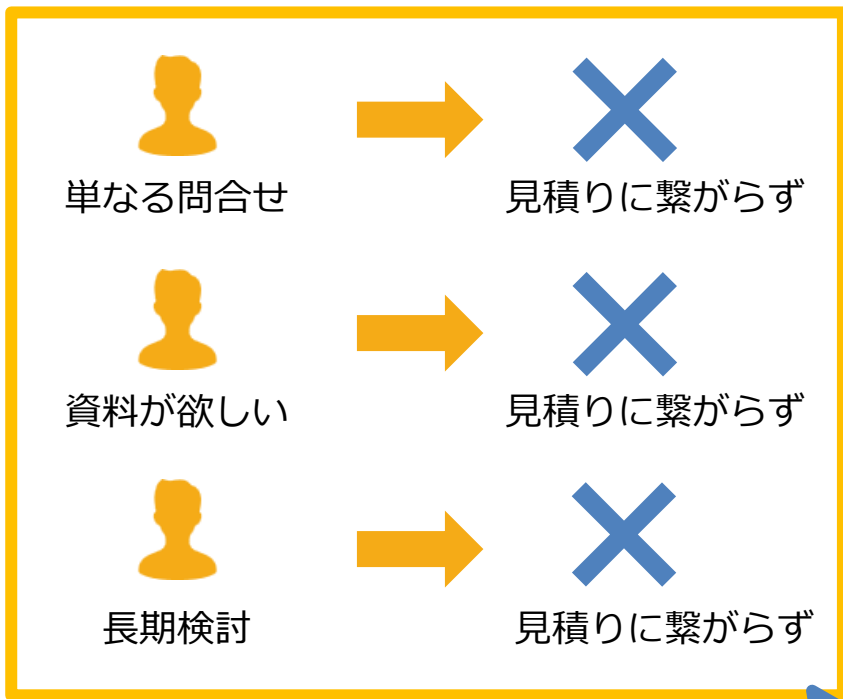 単なる問合せ
見積りに繋がらず
資料が欲しい
見積りに繋がらず
長期検討
見積りに繋がらず